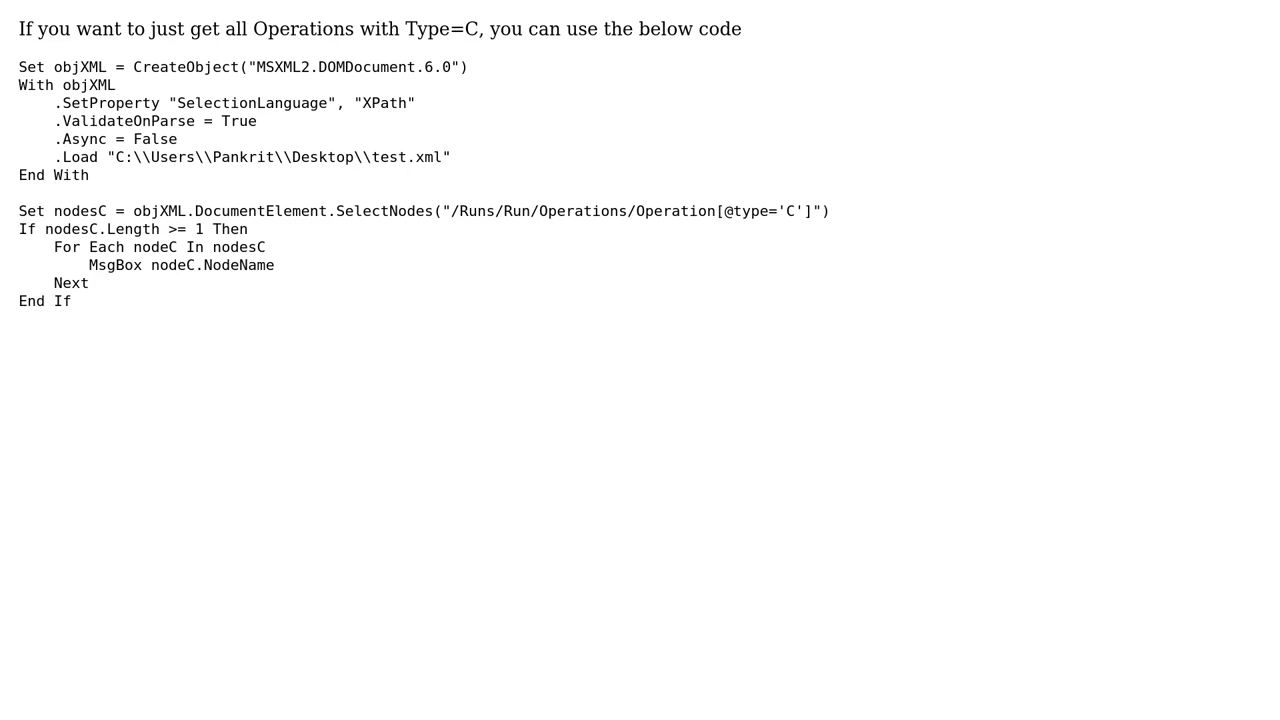 If you want to just get all Operations with Type=C, you can use the below code
Set objXML = CreateObject("MSXML2.DOMDocument.6.0")
With objXML
    .SetProperty "SelectionLanguage", "XPath"
    .ValidateOnParse = True
    .Async = False
    .Load "C:\\Users\\Pankrit\\Desktop\\test.xml"
End With

Set nodesC = objXML.DocumentElement.SelectNodes("/Runs/Run/Operations/Operation[@type='C']")
If nodesC.Length >= 1 Then
    For Each nodeC In nodesC
        MsgBox nodeC.NodeName
    Next
End If